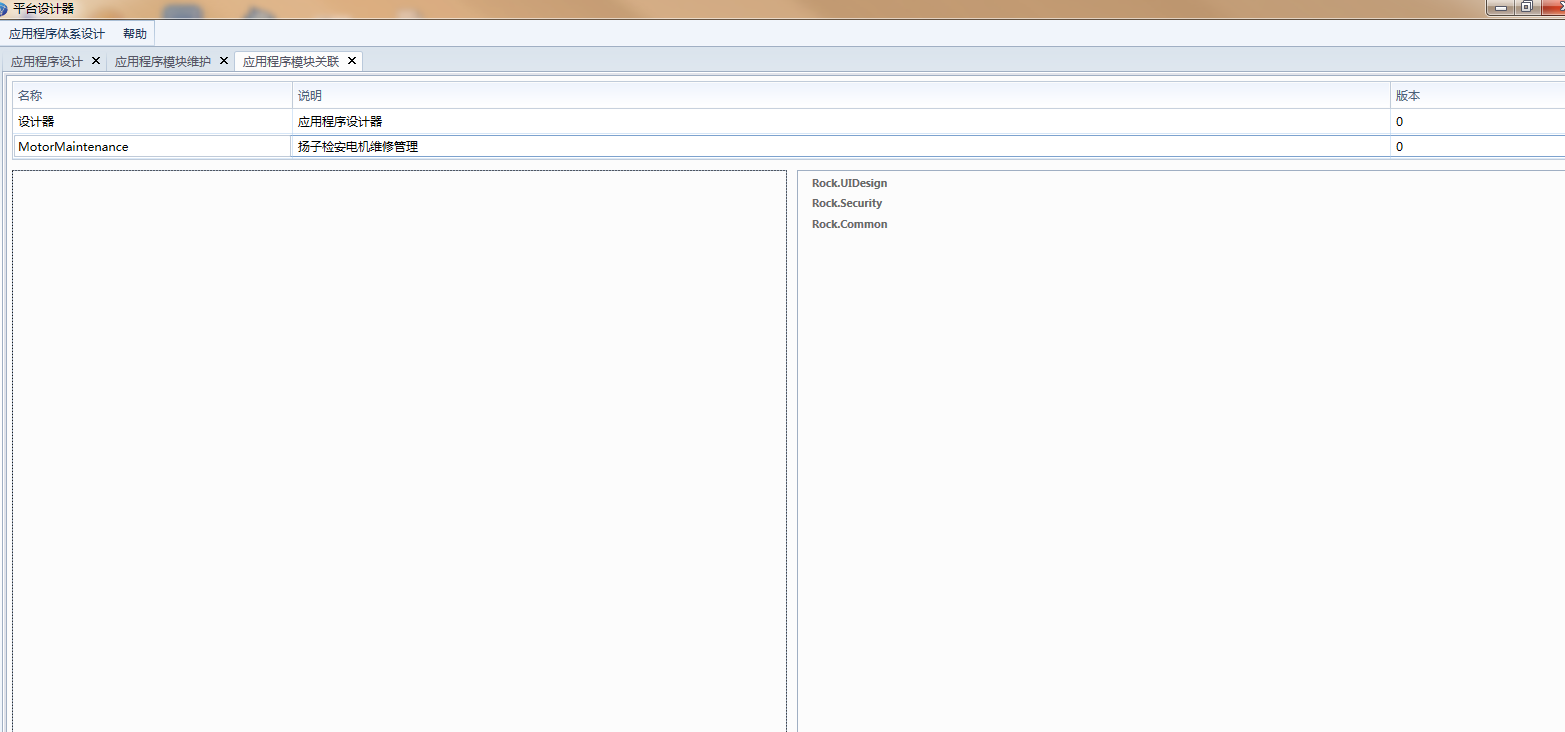 平台设计器
应用程序体系设计 帮助
应用程序设计 应用程序模块维护 应用程序模块关联
名称 说明 版本
设计器 应用程序设计器 0
MotorMaintenance 扬子检安电机维修管理 0
Rock.UIDesign
Rock.Security
Rock.Common